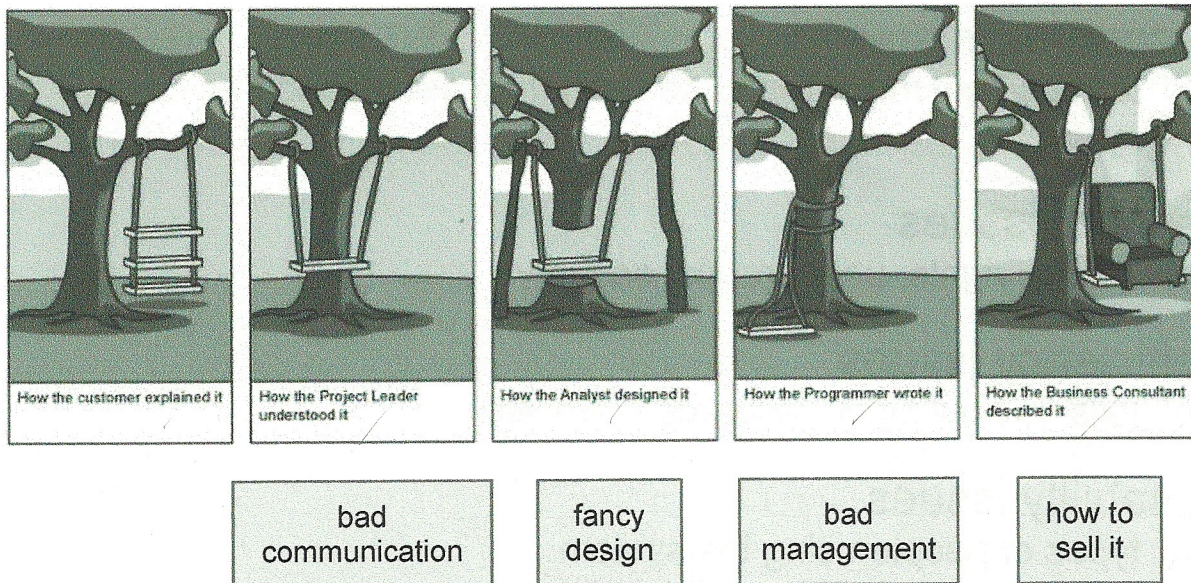 How the customer explained it
How the Project Leader
understood it
How the Analyst designed it
How the Programmer wrote it
How the Business Consultant
described it
bad
communication
fancy
design
bad
management
how to
sell it